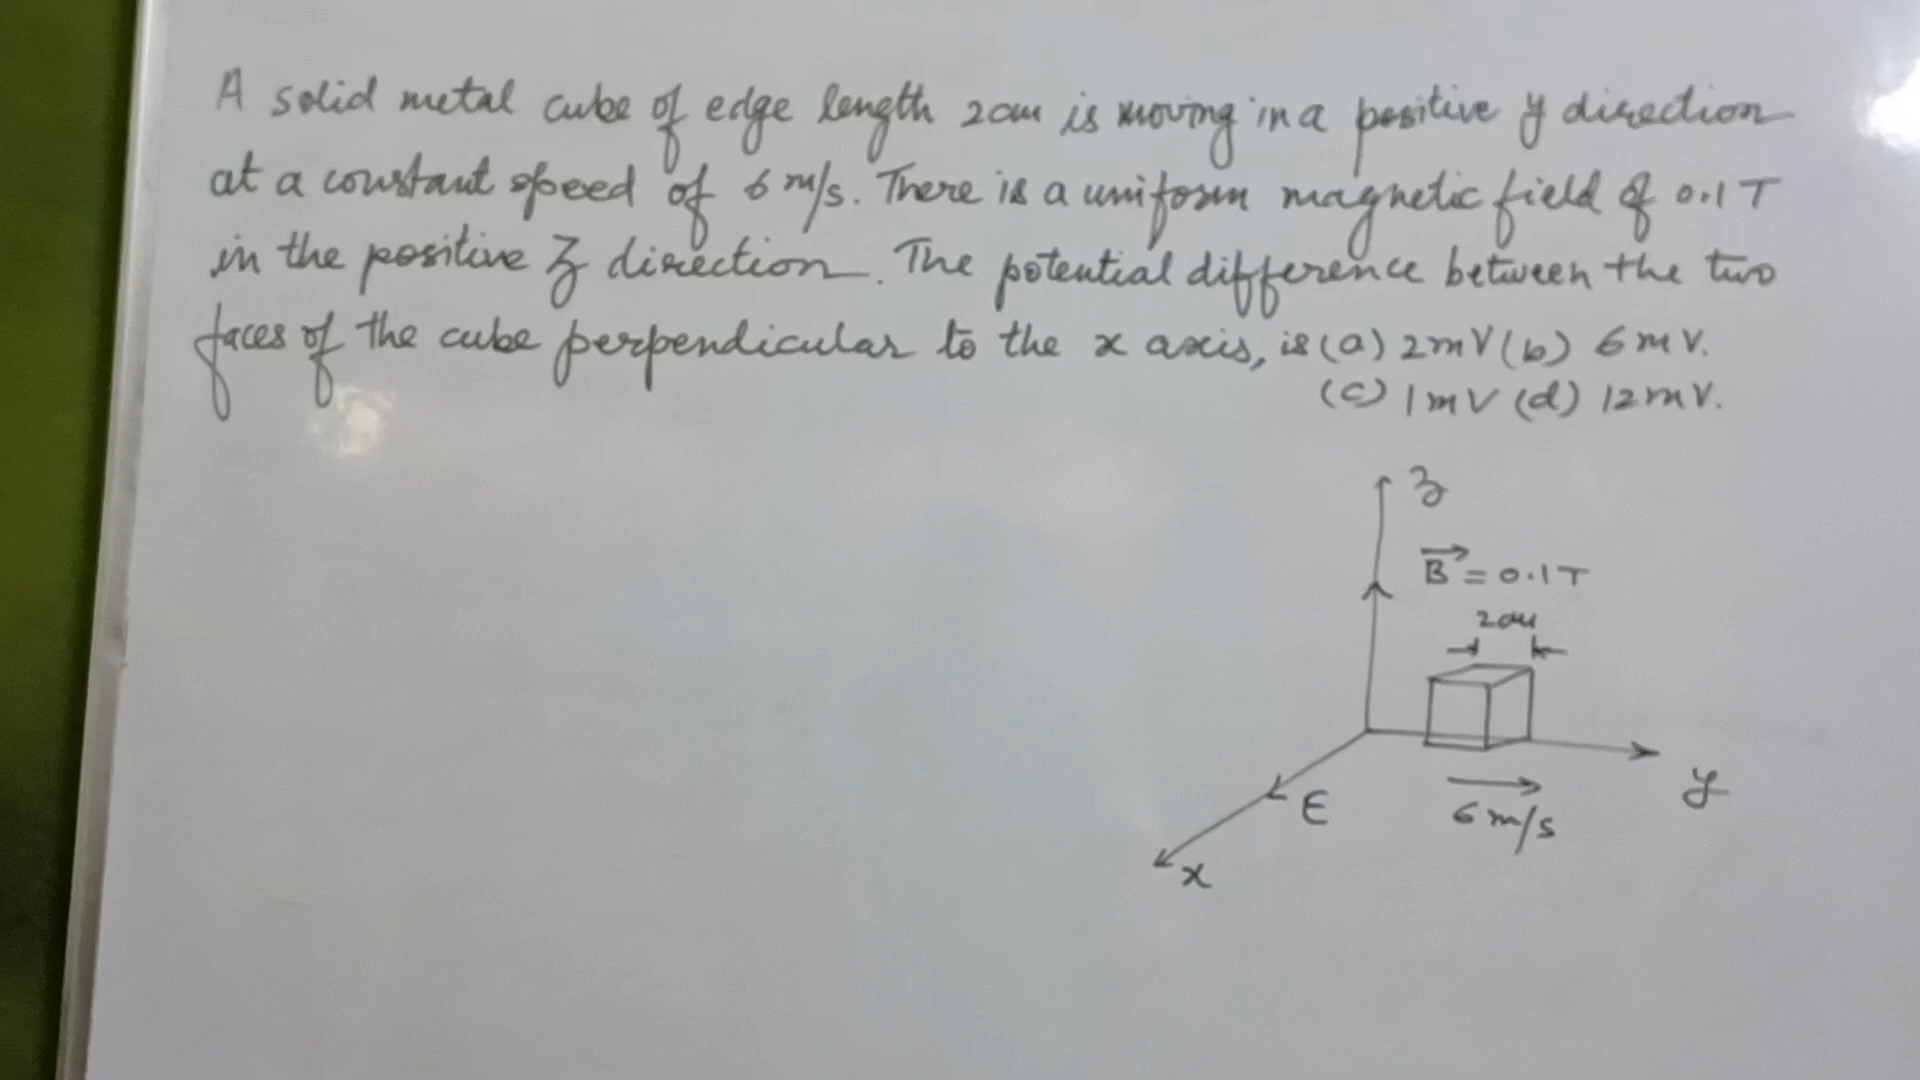 A solid metal cube of edge length 2cm is moving in a positive y direction
at a constant speed of 6 m/s. There is a uniform magnetic field of 0.1 T
in the positive z direction. The potential difference between the two
faces of the cube perpendicular to the x axis, is (a) 2mV (b) 6mV.
(c) 1mV (d) 12mV.
z
B = 0.1T
2cm
y
E
6 m/s
x